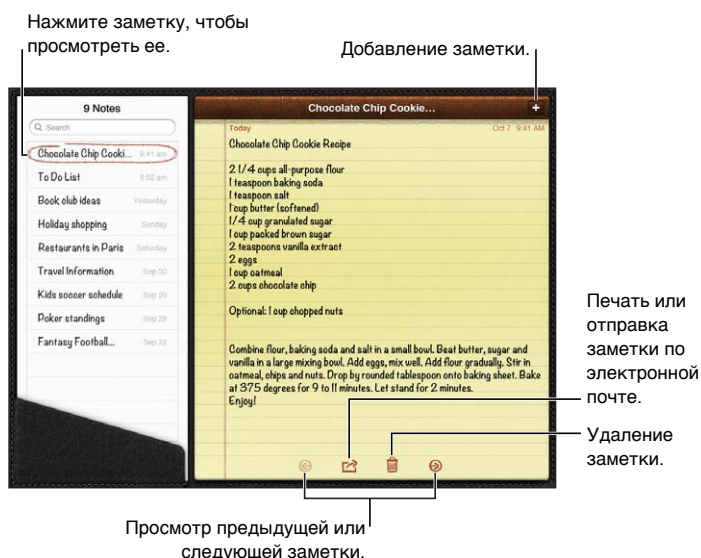 Нажмите заметку, чтобы
просмотреть ее.
Добавление заметки.
9 Notes
Search
Chocolate Chip Cooki... 9:41 am
To Do List 9:02 am
Book club ideas Yesterday
Holiday shopping Sunday
Restaurants in Paris Saturday
Travel Information Sep 30
Kids soccer schedule Sep 29
Poker standings Sep 29
Fantasy Football... Sep 22
Chocolate Chip Cookie...
+
Today Oct 7 9:41 AM
Chocolate Chip Cookie Recipe
2 1/4 cups all-purpose flour
1 teaspoon baking soda
1 teaspoon salt
1 cup butter (softened)
1/4 cup granulated sugar
1 cup packed brown sugar
2 teaspoons vanilla extract
2 eggs
1 cup oatmeal
2 cups chocolate chip
Optional: 1 cup chopped nuts
Combine flour, baking soda and salt in a small bowl. Beat butter, sugar and
vanilla in a large mixing bowl. Add eggs, mix well. Add flour gradually. Stir in
oatmeal, chips and nuts. Drop by rounded tablespoon onto baking sheet. Bake
at 375 degrees for 9 to 11 minutes. Let stand for 2 minutes.
Enjoy!
Печать или
отправка
заметки по
электронной
почте.
Удаление
заметки.
Просмотр предыдущей или
следующей заметки.